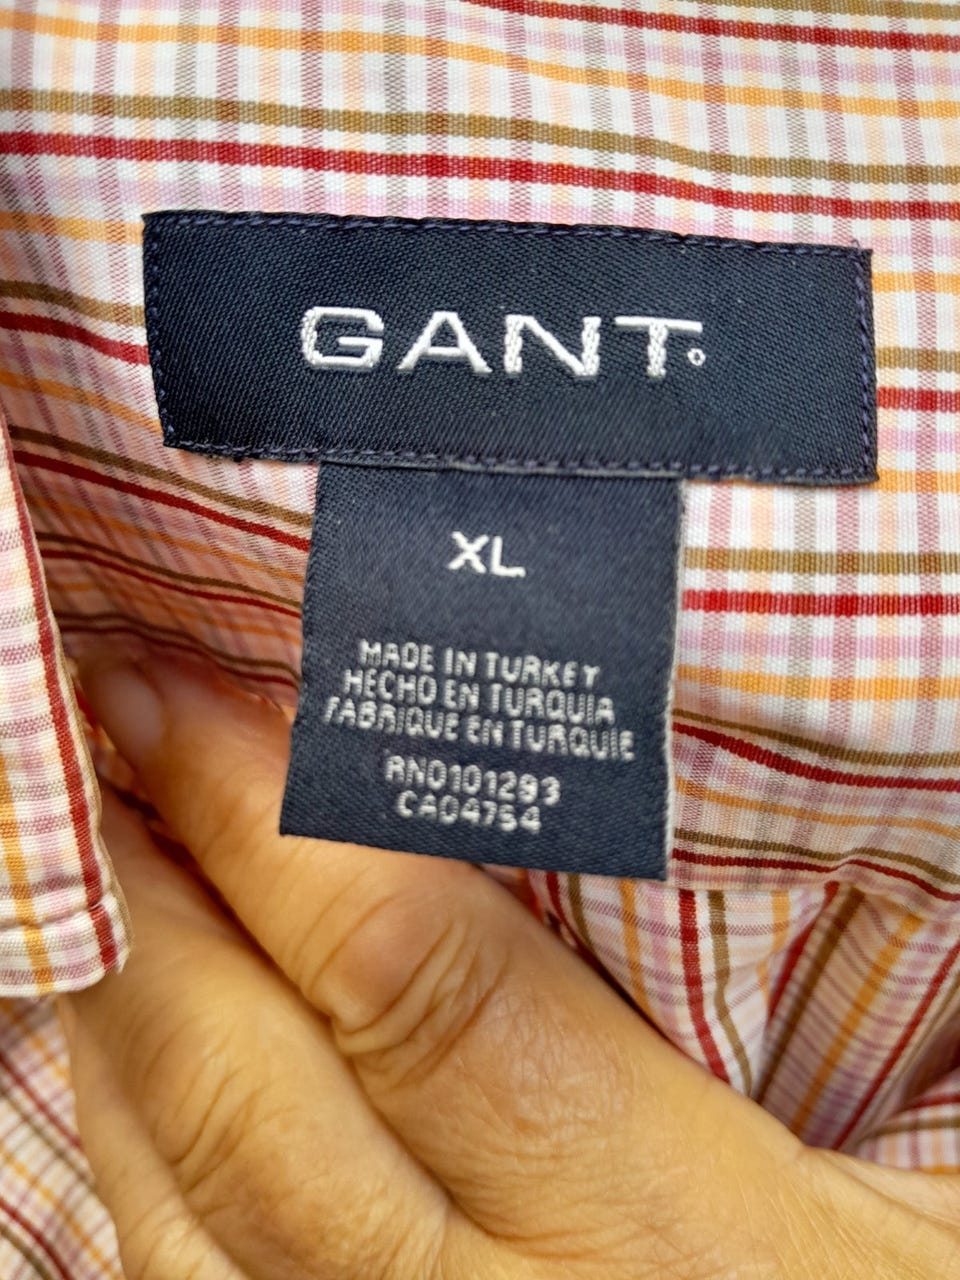 GANT
XL
MADE IN TURKEY
HECHO EN TURQUIA
FABRIQUE EN TURQUIE
RN0101293
CA04754